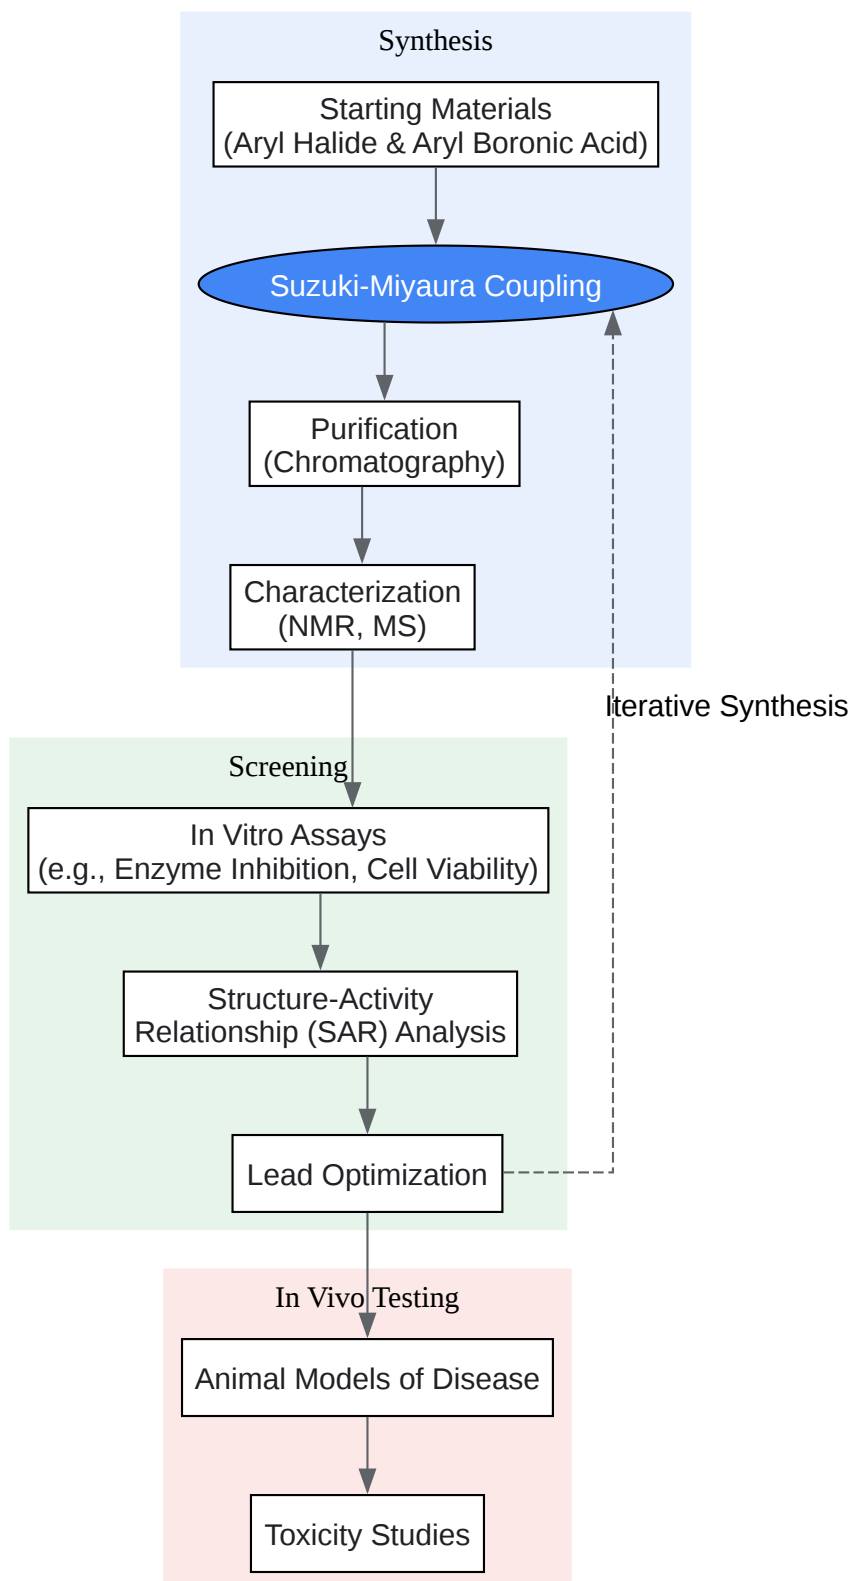 Synthesis
Starting Materials
(Aryl Halide & Aryl Boronic Acid)
Suzuki-Miyaura Coupling
Purification
(Chromatography)
Characterization
(NMR, MS)
Iterative Synthesis
Screening
In Vitro Assays
(e.g., Enzyme Inhibition, Cell Viability)
Structure-Activity
Relationship (SAR) Analysis
Lead Optimization
In Vivo Testing
Animal Models of Disease
Toxicity Studies